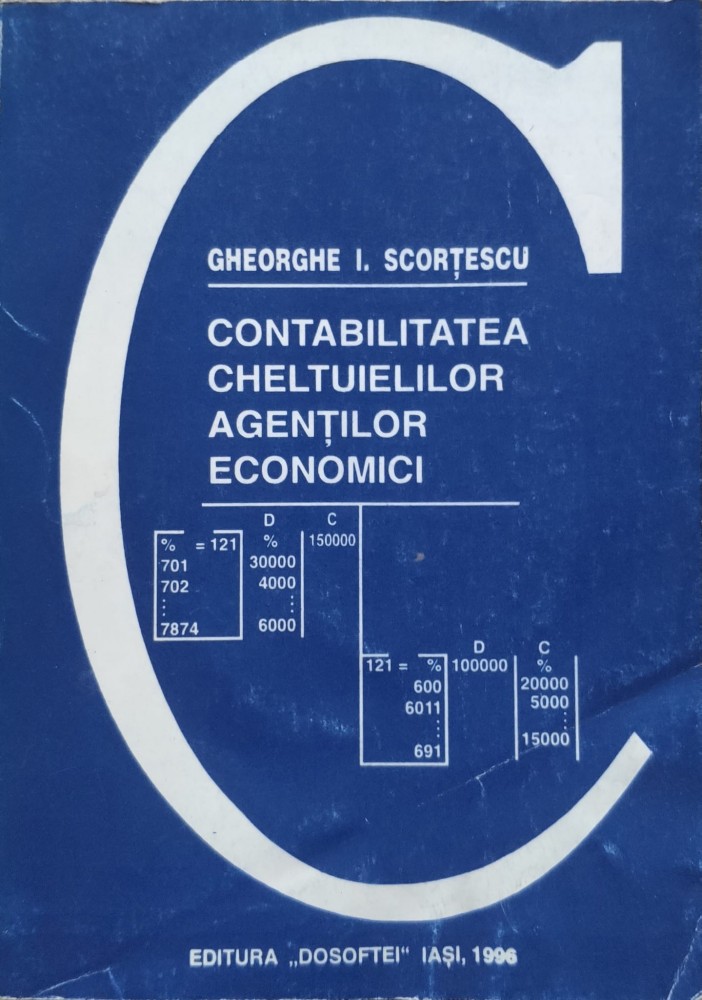 GHEORGHE I. SCORȚESCU
CONTABILITATEA
CHELTUIELILOR
AGENȚILOR
ECONOMICI
D C
% = 121 % 150000
701 30000
702 4000
⋮ ⋮
7874 6000
D C
121 = % 100000 %
600 20000
6011 5000
⋮ ⋮
691 15000
EDITURA „DOSOFTEI" IAȘI, 1996